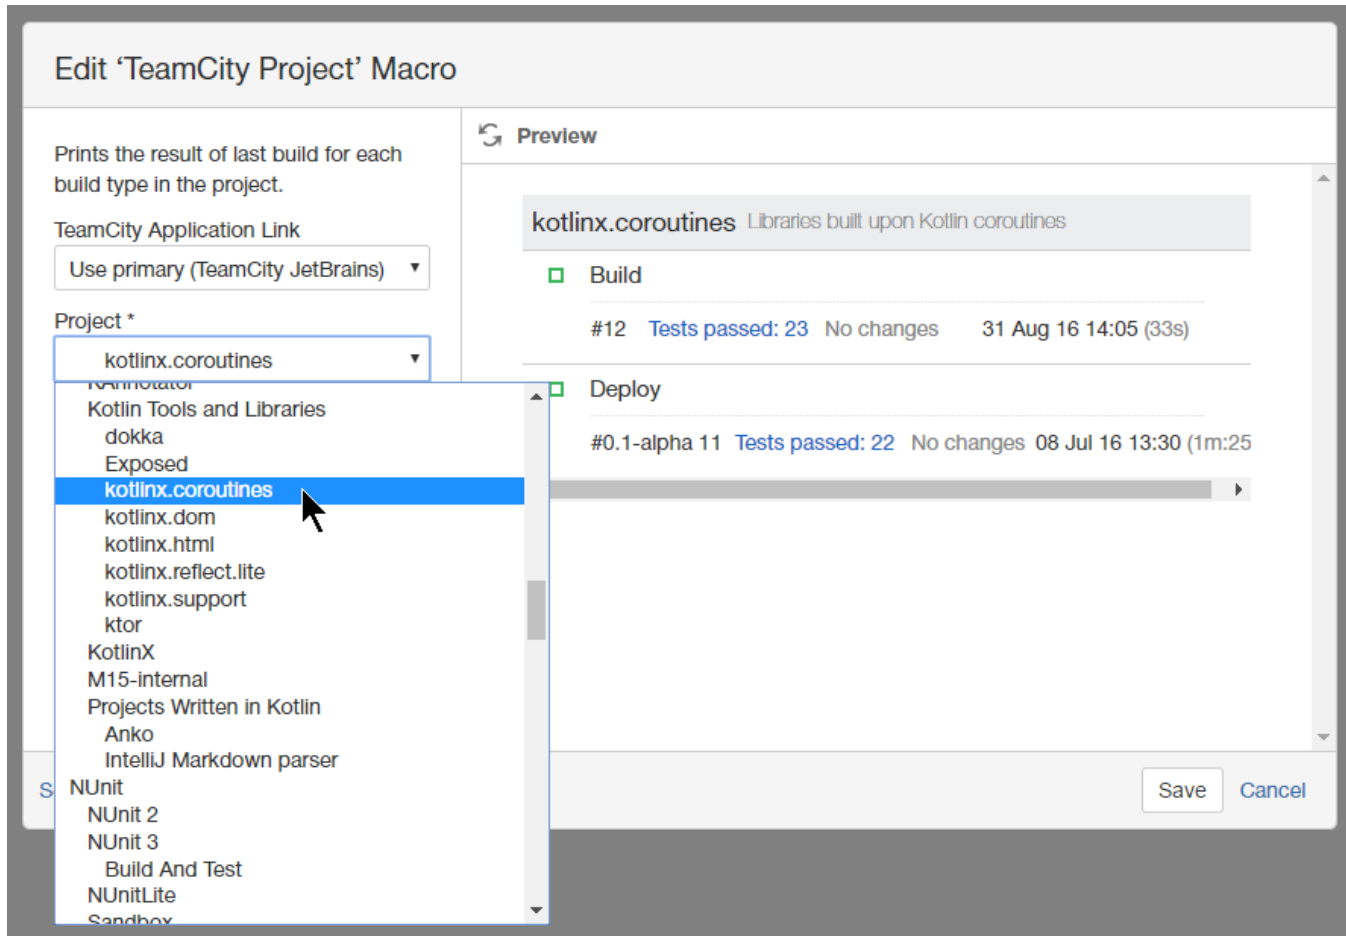 Edit ‘TeamCity Project’ Macro
Prints the result of last build for each
build type in the project.
TeamCity Application Link
Use primary (TeamCity JetBrains)
Project *
kotlinx.coroutines
KAnnotator
Kotlin Tools and Libraries
dokka
Exposed
kotlinx.coroutines
kotlinx.dom
kotlinx.html
kotlinx.reflect.lite
kotlinx.support
ktor
KotlinX
M15-internal
Projects Written in Kotlin
Anko
IntelliJ Markdown parser
NUnit
NUnit 2
NUnit 3
Build And Test
NUnitLite
Sandbox
Preview
kotlinx.coroutines Libraries built upon Kotlin coroutines
Build
#12 Tests passed: 23 No changes 31 Aug 16 14:05 (33s)
Deploy
#0.1-alpha 11 Tests passed: 22 No changes 08 Jul 16 13:30 (1m:25
Save Cancel